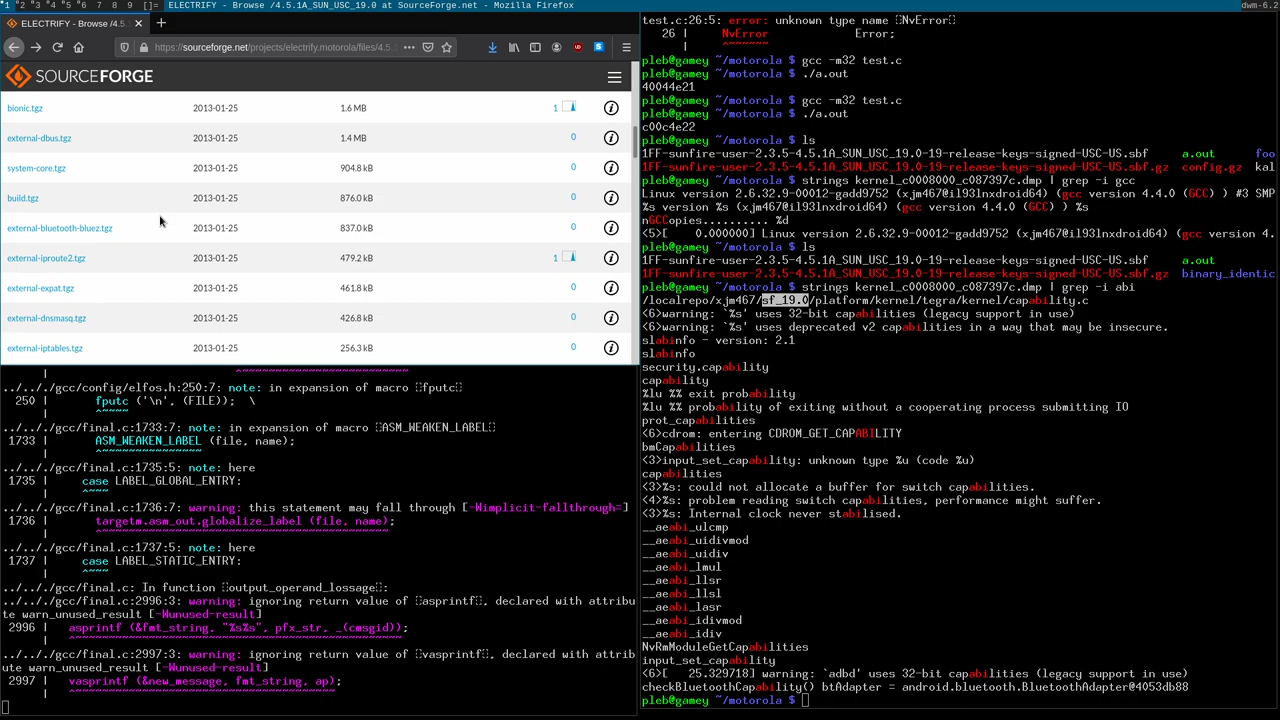 1 2 3 4 5 6 7 8 9 []= ELECTRIFY - Browse /4.5.1A_SUN_USC_19.0 at SourceForge.net - Mozilla Firefox dwm-6.2
ELECTRIFY - Browse /4.5.
https://sourceforge.net/projects/electrify.motorola/files/4.5.
SOURCEFORGE
bionic.tgz 2013-01-25 1.6 MB 1
external-dbus.tgz 2013-01-25 1.4 MB 0
system-core.tgz 2013-01-25 904.8 kB 0
build.tgz 2013-01-25 876.0 kB 0
external-bluetooth-bluez.tgz 2013-01-25 837.0 kB 0
external-iproute2.tgz 2013-01-25 479.2 kB 1
external-expat.tgz 2013-01-25 461.8 kB 0
external-dnsmasq.tgz 2013-01-25 426.8 kB 0
external-iptables.tgz 2013-01-25 256.3 kB 0
| ^~~~~~~~~~~~~~~~~~~~~~~~~~
../.././gcc/config/elfos.h:250:7: note: in expansion of macro fputc
250 | fputc ('\n', (FILE)); \
| ^~~~~
../.././gcc/final.c:1733:7: note: in expansion of macro ASM_WEAKEN_LABEL
1733 | ASM_WEAKEN_LABEL (file, name);
| ^~~~~~~~~~~~~~~~
../.././gcc/final.c:1735:5: note: here
1735 | case LABEL_GLOBAL_ENTRY:
| ^~~~
../.././gcc/final.c:1736:7: warning: this statement may fall through [-Wimplicit-fallthrough=]
1736 | targetm.asm_out.globalize_label (file, name);
| ^~~~~~~~~~~~~~~~~~~~~~~~~~~~~~~~~~~~~~~~~~~~
../.././gcc/final.c:1737:5: note: here
1737 | case LABEL_STATIC_ENTRY:
| ^~~~
../.././gcc/final.c: In function output_operand_lossage:
../.././gcc/final.c:2996:3: warning: ignoring return value of asprintf, declared with attribu
te warn_unused_result [-Wunused-result]
2996 | asprintf (&fmt_string, "%s%s", pfx_str, _(cmsgid));
| ^~~~~~~~~~~~~~~~~~~~~~~~~~~~~~~~~~~~~~~~~~~~~~~~~~
../.././gcc/final.c:2997:3: warning: ignoring return value of vasprintf, declared with attrib
ute warn_unused_result [-Wunused-result]
2997 | vasprintf (&new_message, fmt_string, ap);
| ^~~~~~~~~~~~~~~~~~~~~~~~~~~~~~~~~~~~~~~~
test.c:26:5: error: unknown type name NvError
26 | NvError Error;
| ^~~~~~~
pleb@gamey ~/motorola $ gcc -m32 test.c
pleb@gamey ~/motorola $ ./a.out
40044e21
pleb@gamey ~/motorola $ gcc -m32 test.c
pleb@gamey ~/motorola $ ./a.out
c00c4e22
pleb@gamey ~/motorola $ ls
1FF-sunfire-user-2.3.5-4.5.1A_SUN_USC_19.0-19-release-keys-signed-USC-US.sbf a.out foo
1FF-sunfire-user-2.3.5-4.5.1A_SUN_USC_19.0-19-release-keys-signed-USC-US.sbf.gz config.gz kal
pleb@gamey ~/motorola $ strings kernel_c0008000_c087397c.dmp | grep -i gcc
Linux version 2.6.32.9-00012-gadd9752 (xjm467@il93lnxdroid64) (gcc version 4.4.0 (GCC) ) #3 SMP
%s version %s (xjm467@il93lnxdroid64) (gcc version 4.4.0 (GCC) ) %s
nGCCopies.......... %d
<5>[ 0.000000] Linux version 2.6.32.9-00012-gadd9752 (xjm467@il93lnxdroid64) (gcc version 4.
pleb@gamey ~/motorola $ ls
1FF-sunfire-user-2.3.5-4.5.1A_SUN_USC_19.0-19-release-keys-signed-USC-US.sbf a.out
1FF-sunfire-user-2.3.5-4.5.1A_SUN_USC_19.0-19-release-keys-signed-USC-US.sbf.gz binary_identic
pleb@gamey ~/motorola $ strings kernel_c0008000_c087397c.dmp | grep -i abi
/localrepo/xjm467/sf_19.0/platform/kernel/tegra/kernel/capability.c
<6>warning: `%s' uses 32-bit capabilities (legacy support in use)
<6>warning: `%s' uses deprecated v2 capabilities in a way that may be insecure.
slabinfo - version: 2.1
slabinfo
security.capability
capability
%lu %% exit probability
%lu %% probability of exiting without a cooperating process submitting IO
prot_capabilities
<6>cdrom: entering CDROM_GET_CAPABILITY
bmCapabilities
<3>input_set_capability: unknown type %u (code %u)
capabilities
<3>%s: could not allocate a buffer for switch capabilities.
<4>%s: problem reading switch capabilities, performance might suffer.
<3>%s: Internal clock never stabilised.
__aeabi_ulcmp
__aeabi_uidivmod
__aeabi_uidiv
__aeabi_lmul
__aeabi_llsr
__aeabi_llsl
__aeabi_lasr
__aeabi_idivmod
__aeabi_idiv
NvRmModuleGetCapabilities
input_set_capability
<6>[ 25.329718] warning: `adbd' uses 32-bit capabilities (legacy support in use)
checkBluetoothCapability() btAdapter = android.bluetooth.BluetoothAdapter@4053db88
pleb@gamey ~/motorola $